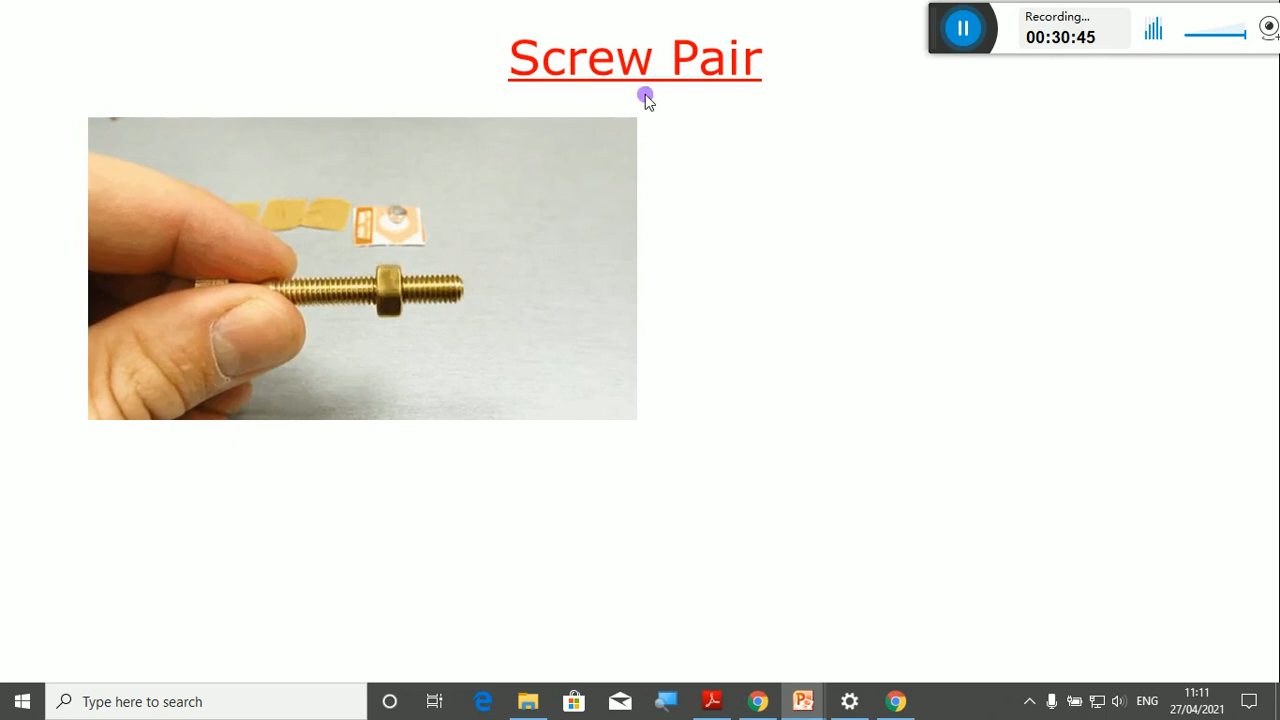 Screw Pair
Recording...
00:30:45
Type here to search
ENG
11:11
27/04/2021